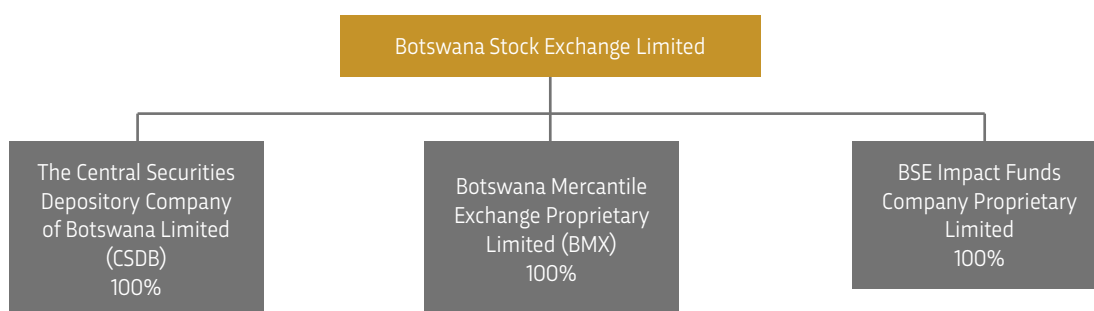 Botswana Stock Exchange Limited
The Central Securities
Depository Company
of Botswana Limited
(CSDB)
100%
Botswana Mercantile
Exchange Proprietary
Limited (BMX)
100%
BSE Impact Funds
Company Proprietary
Limited
100%